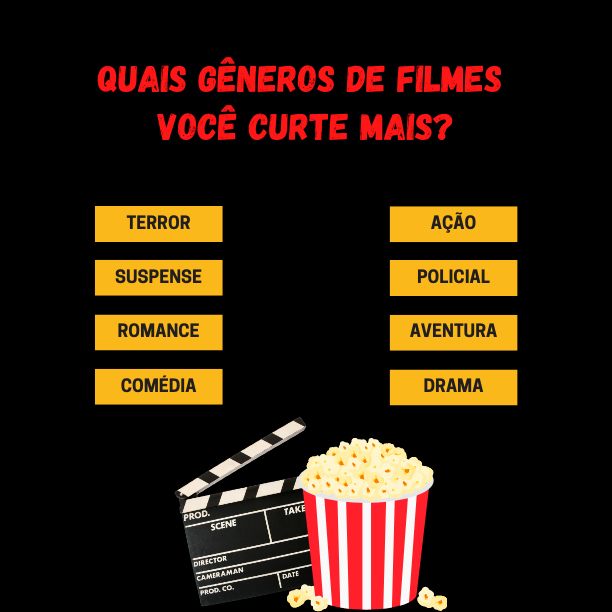 QUAIS GÊNEROS DE FILMES
VOCÊ CURTE MAIS?
TERROR
AÇÃO
SUSPENSE
POLICIAL
ROMANCE
AVENTURA
COMÉDIA
DRAMA
PROD.
SCENE
TAKE
DIRECTOR
CAMERAMAN
PROD. CO.
DATE